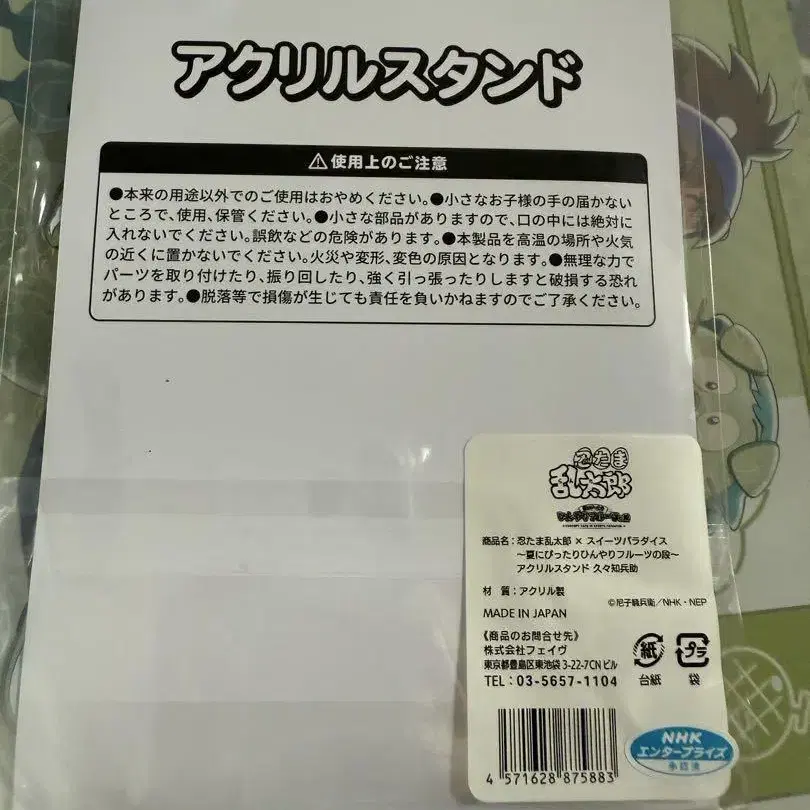 アクリルスタンド
⚠使用上のご注意
●本来の用途以外でのご使用はおやめください。●小さなお子様の手の届かない
ところで、使用、保管ください。●小さな部品がありますので、口の中には絶対に
入れないでください。誤飲などの危険があります。●本製品を高温の場所や火気
の近くに置かないでください。火災や変形、変色の原因となります。●無理な力で
パーツを取り付けたり、振り回したり、強く引っ張ったりしますと破損する恐れ
があります。●脱落等で損傷が生じても責任を負いかねますのでご了承ください。
忍たま
乱太郎
商品名：忍たま乱太郎 × スイーツパラダイス
～夏にぴったりひんやりフルーツの段～
アクリルスタンド 久々知兵助
材 質：アクリル製
©尼子騒兵衛／NHK・NEP
MADE IN JAPAN
《商品のお問合せ先》
株式会社フェイヴ
東京都豊島区東池袋 3-22-7CN ビル
TEL：03-5657-1104
紙
台紙
プラ
袋
4 571628 875883
NHK
エンタープライズ
承認済